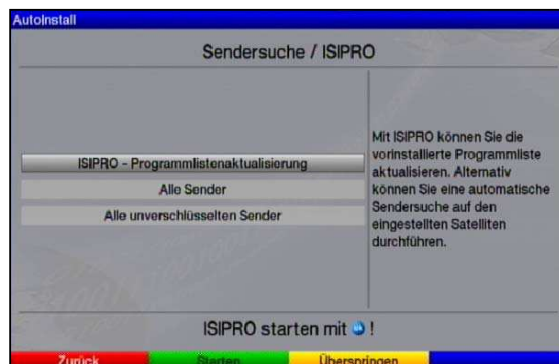 AutoInstall
Sendersuche / ISIPRO
ISIPRO - Programmlistenaktualisierung
Alle Sender
Alle unverschlüsselten Sender
Mit ISIPRO können Sie die
vorinstallierte Programmliste
aktualisieren. Alternativ
können Sie eine automatische
Sendersuche auf den
eingestellten Satelliten
durchführen.
ISIPRO starten mit !
Zurück Starten Überspringen